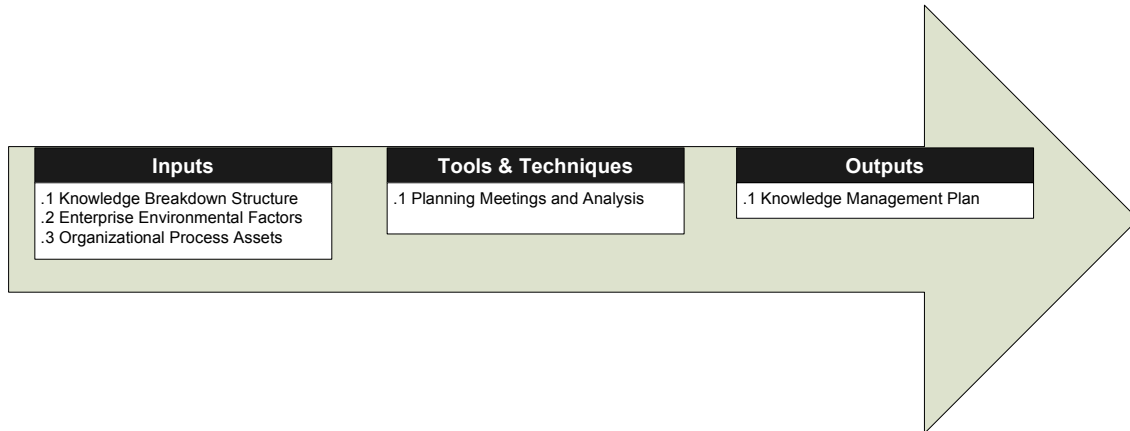 Inputs
.1 Knowledge Breakdown Structure
.2 Enterprise Environmental Factors
.3 Organizational Process Assets
Tools & Techniques
.1 Planning Meetings and Analysis
Outputs
.1 Knowledge Management Plan